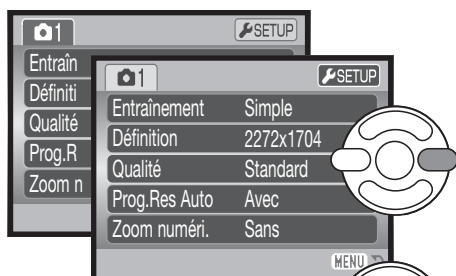 1 SETUP
Entraîn
Définiti
Qualité
Prog.R
Zoom n
1 SETUP
Entraînement Simple
Définition 2272x1704
Qualité Standard
Prog.Res Auto Avec
Zoom numéri. Sans
MENU